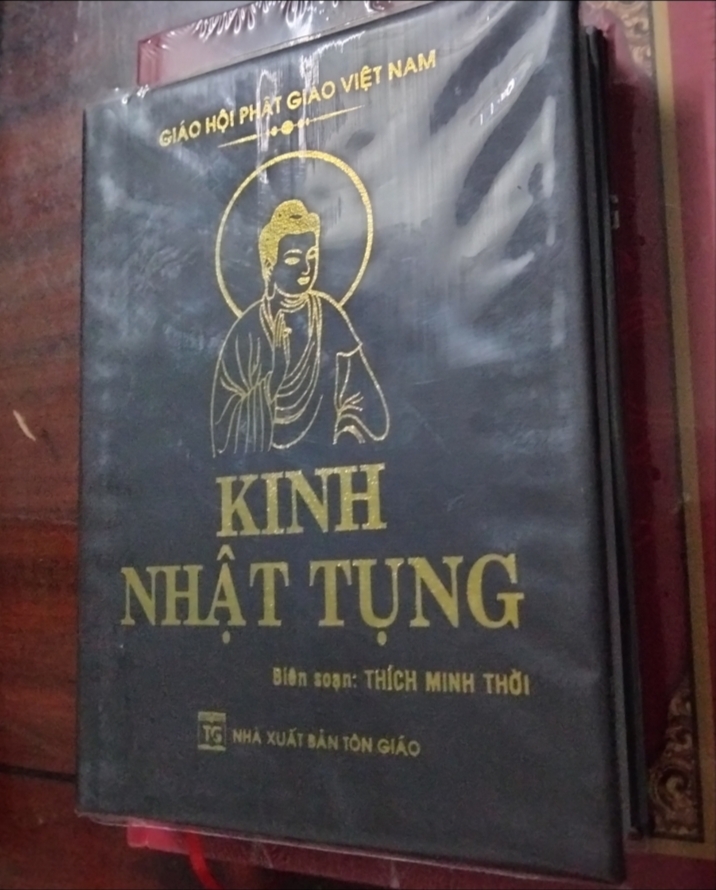 GIÁO HỘI PHẬT GIÁO VIỆT NAM
KINH
NHẬT TỤNG
Biên soạn: THÍCH MINH THỜI
TG NHÀ XUẤT BẢN TÔN GIÁO